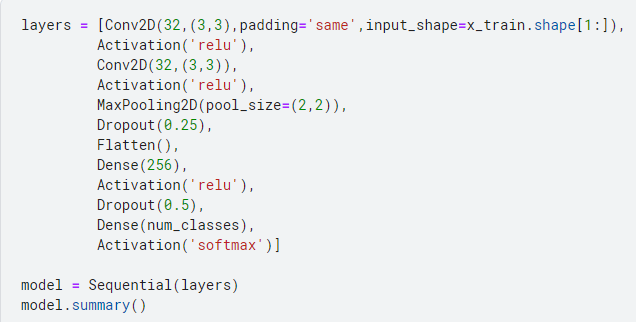 layers = [Conv2D(32,(3,3),padding='same',input_shape=x_train.shape[1:]),
Activation('relu'),
Conv2D(32,(3,3)),
Activation('relu'),
MaxPooling2D(pool_size=(2,2)),
Dropout(0.25),
Flatten(),
Dense(256),
Activation('relu'),
Dropout(0.5),
Dense(num_classes),
Activation('softmax')]
model = Sequential(layers)
model.summary()